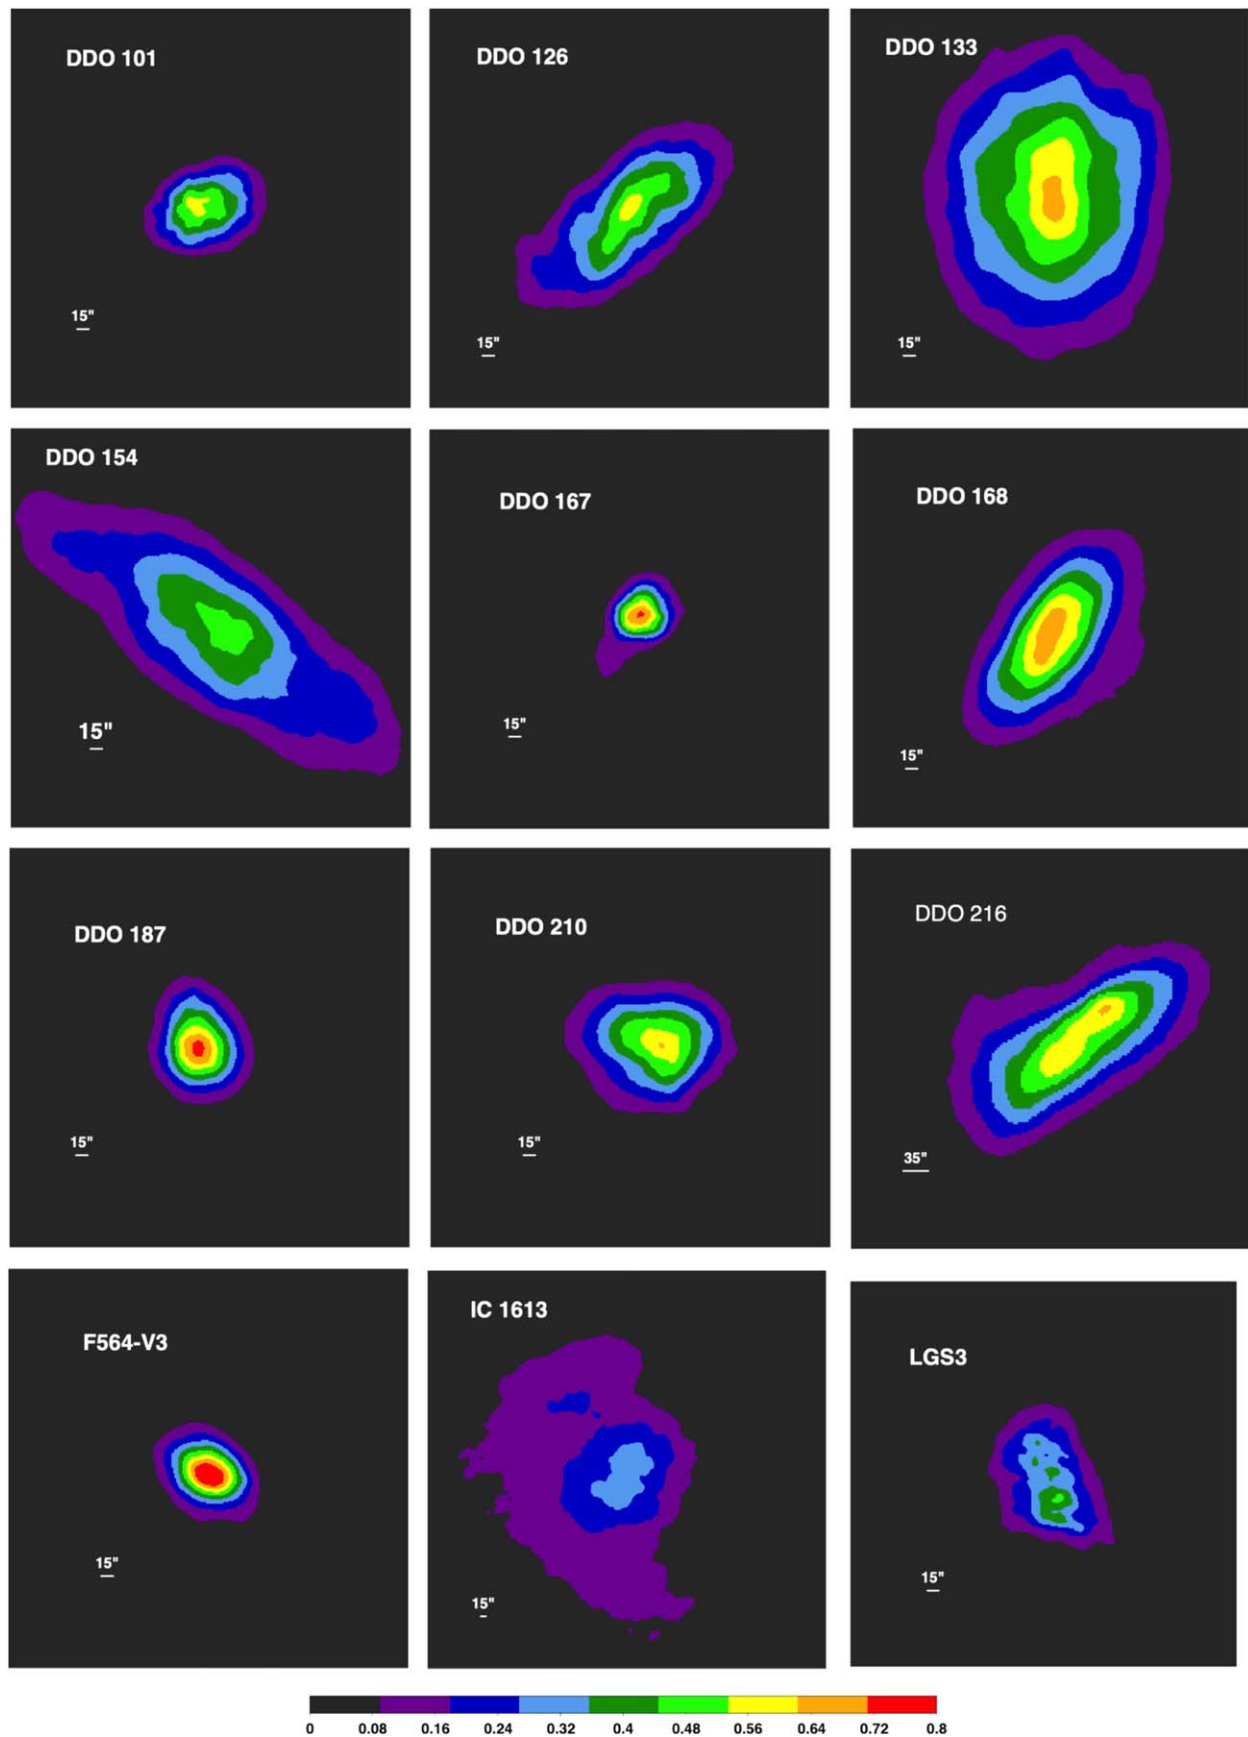 DDO 101
DDO 126
DDO 133
15"
15"
15"
DDO 154
DDO 167
DDO 168
15"
15"
15"
DDO 187
DDO 210
DDO 216
15"
15"
35"
F564-V3
IC 1613
LGS3
15"
15"
15"
0 0.08 0.16 0.24 0.32 0.4 0.48 0.56 0.64 0.72 0.8